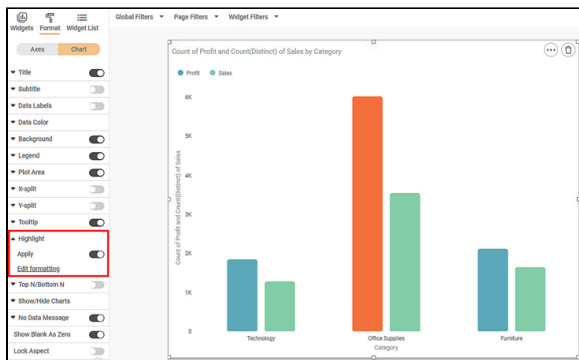 Widgets Format Widget List
Global Filters Page Filters Widget Filters
Axes Chart
Title
Subtitle
Data Labels
Data Color
Background
Legend
Plot Area
X-split
Y-split
Tooltip
Highlight
Apply
Edit formatting
Top N/Bottom N
Show/Hide Charts
No Data Message
Show Blank As Zero
Lock Aspect
Count of Profit and Count(Distinct) of Sales by Category
Profit Sales
Count of Profit and Count(Distinct) of Sales
6K
5K
4K
3K
2K
1K
0
Technology Office Supplies Furniture
Category